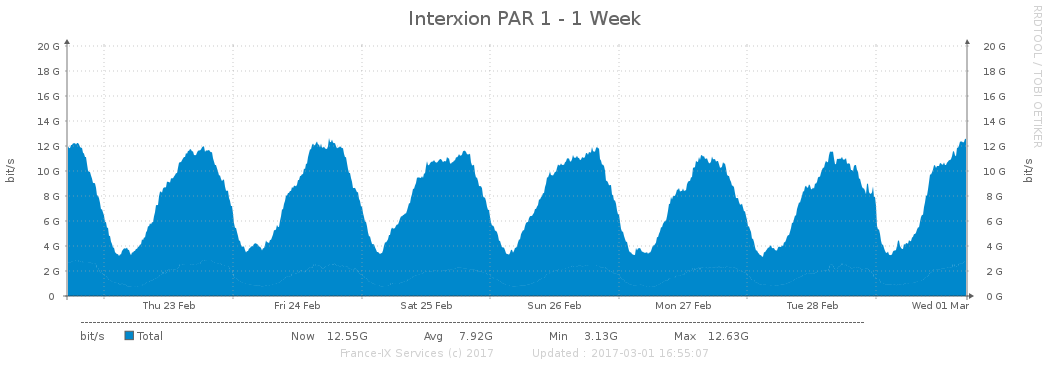 Interxion PAR 1 - 1 Week
RRDTOOL / TOBI OETIKER
bit/s
20 G 20 G
18 G 18 G
16 G 16 G
14 G 14 G
12 G 12 G
10 G 10 G
8 G 8 G
6 G 6 G
4 G 4 G
2 G 2 G
0 0 G
bit/s
Thu 23 Feb Fri 24 Feb Sat 25 Feb Sun 26 Feb Mon 27 Feb Tue 28 Feb Wed 01 Mar
bit/s Total Now 12.55G Avg 7.92G Min 3.13G Max 12.63G
France-IX Services (c) 2017 Updated : 2017-03-01 16:55:07